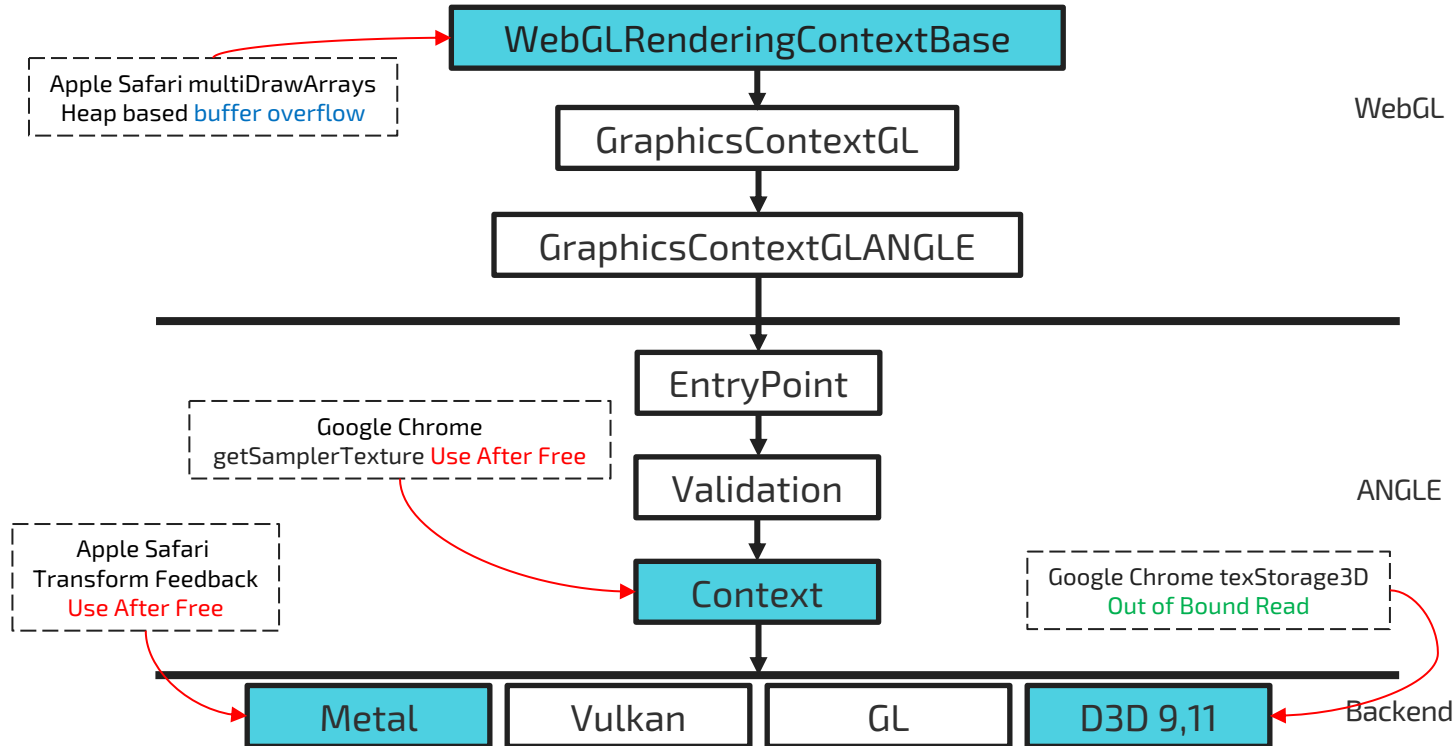 WebGLRenderingContextBase
Apple Safari multiDrawArrays
Heap based buffer overflow
WebGL
GraphicsContextGL
GraphicsContextGLANGLE
EntryPoint
Google Chrome
getSamplerTexture Use After Free
Validation
ANGLE
Apple Safari
Transform Feedback
Use After Free
Context
Google Chrome texStorage3D
Out of Bound Read
Metal
Vulkan
GL
D3D 9,11
Backend